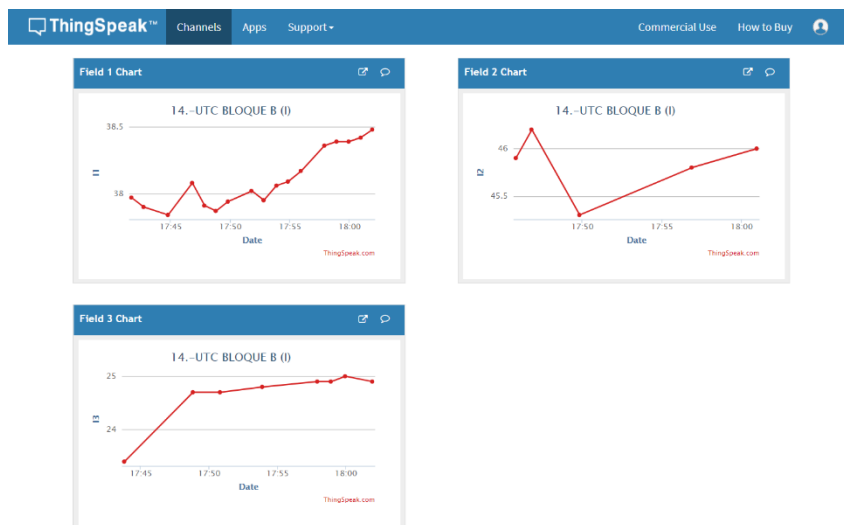 ThingSpeak™ Channels Apps Support Commercial Use How to Buy
Field 1 Chart
14.-UTC BLOQUE B (I)
38.5
38
I1
17:45 17:50 17:55 18:00
Date
ThingSpeak.com
Field 2 Chart
14.-UTC BLOQUE B (I)
46
45.5
I2
17:50 17:55 18:00
Date
ThingSpeak.com
Field 3 Chart
14.-UTC BLOQUE B (I)
25
24
I3
17:45 17:50 17:55 18:00
Date
ThingSpeak.com